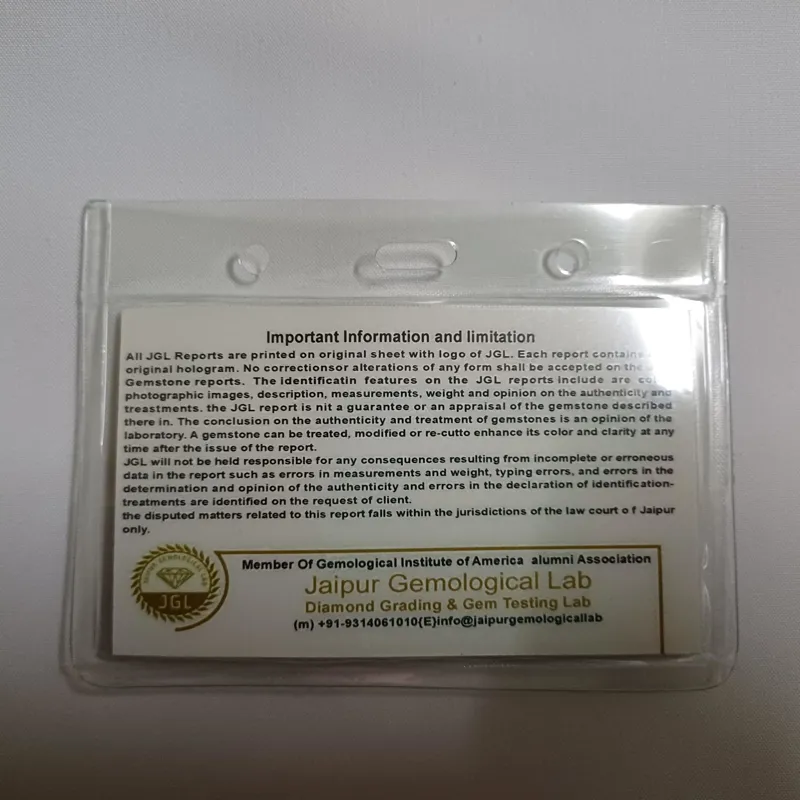 Important Information and limitation
All JGL Reports are printed on original sheet with logo of JGL. Each report contains
original hologram. No correctionsor alterations of any form shall be accepted on the
Gemstone reports. The identificatin features on the JGL reports include are
photographic images, description, measurements, weight and opinion on the authenticity and
treastments. the JGL report is nit a guarantee or an appraisal of the gemstone described
there in. The conclusion on the authenticity and treatment of gemstones is an opinion of the
laboratory. A gemstone can be treated, modified or re-cutto enhance its color and clarity at any
time after the issue of the report.
JGL will not be held responsible for any consequences resulting from incomplete or erroneous
data in the report such as errors in measurements and weight, typing errors, and errors in the
determination and opinion of the authenticity and errors in the declaration of identification-
treatments are identified on the request of client.
the disputed matters related to this report falls within the jurisdictions of the law court o f Jaipur
only.
JAIPUR GEMOLOGICAL LAB
JGL
Member Of Gemological Institute of America alumni Association
Jaipur Gemological Lab
Diamond Grading & Gem Testing Lab
(m) +91-9314061010{E}info@jaipurgemologicallab